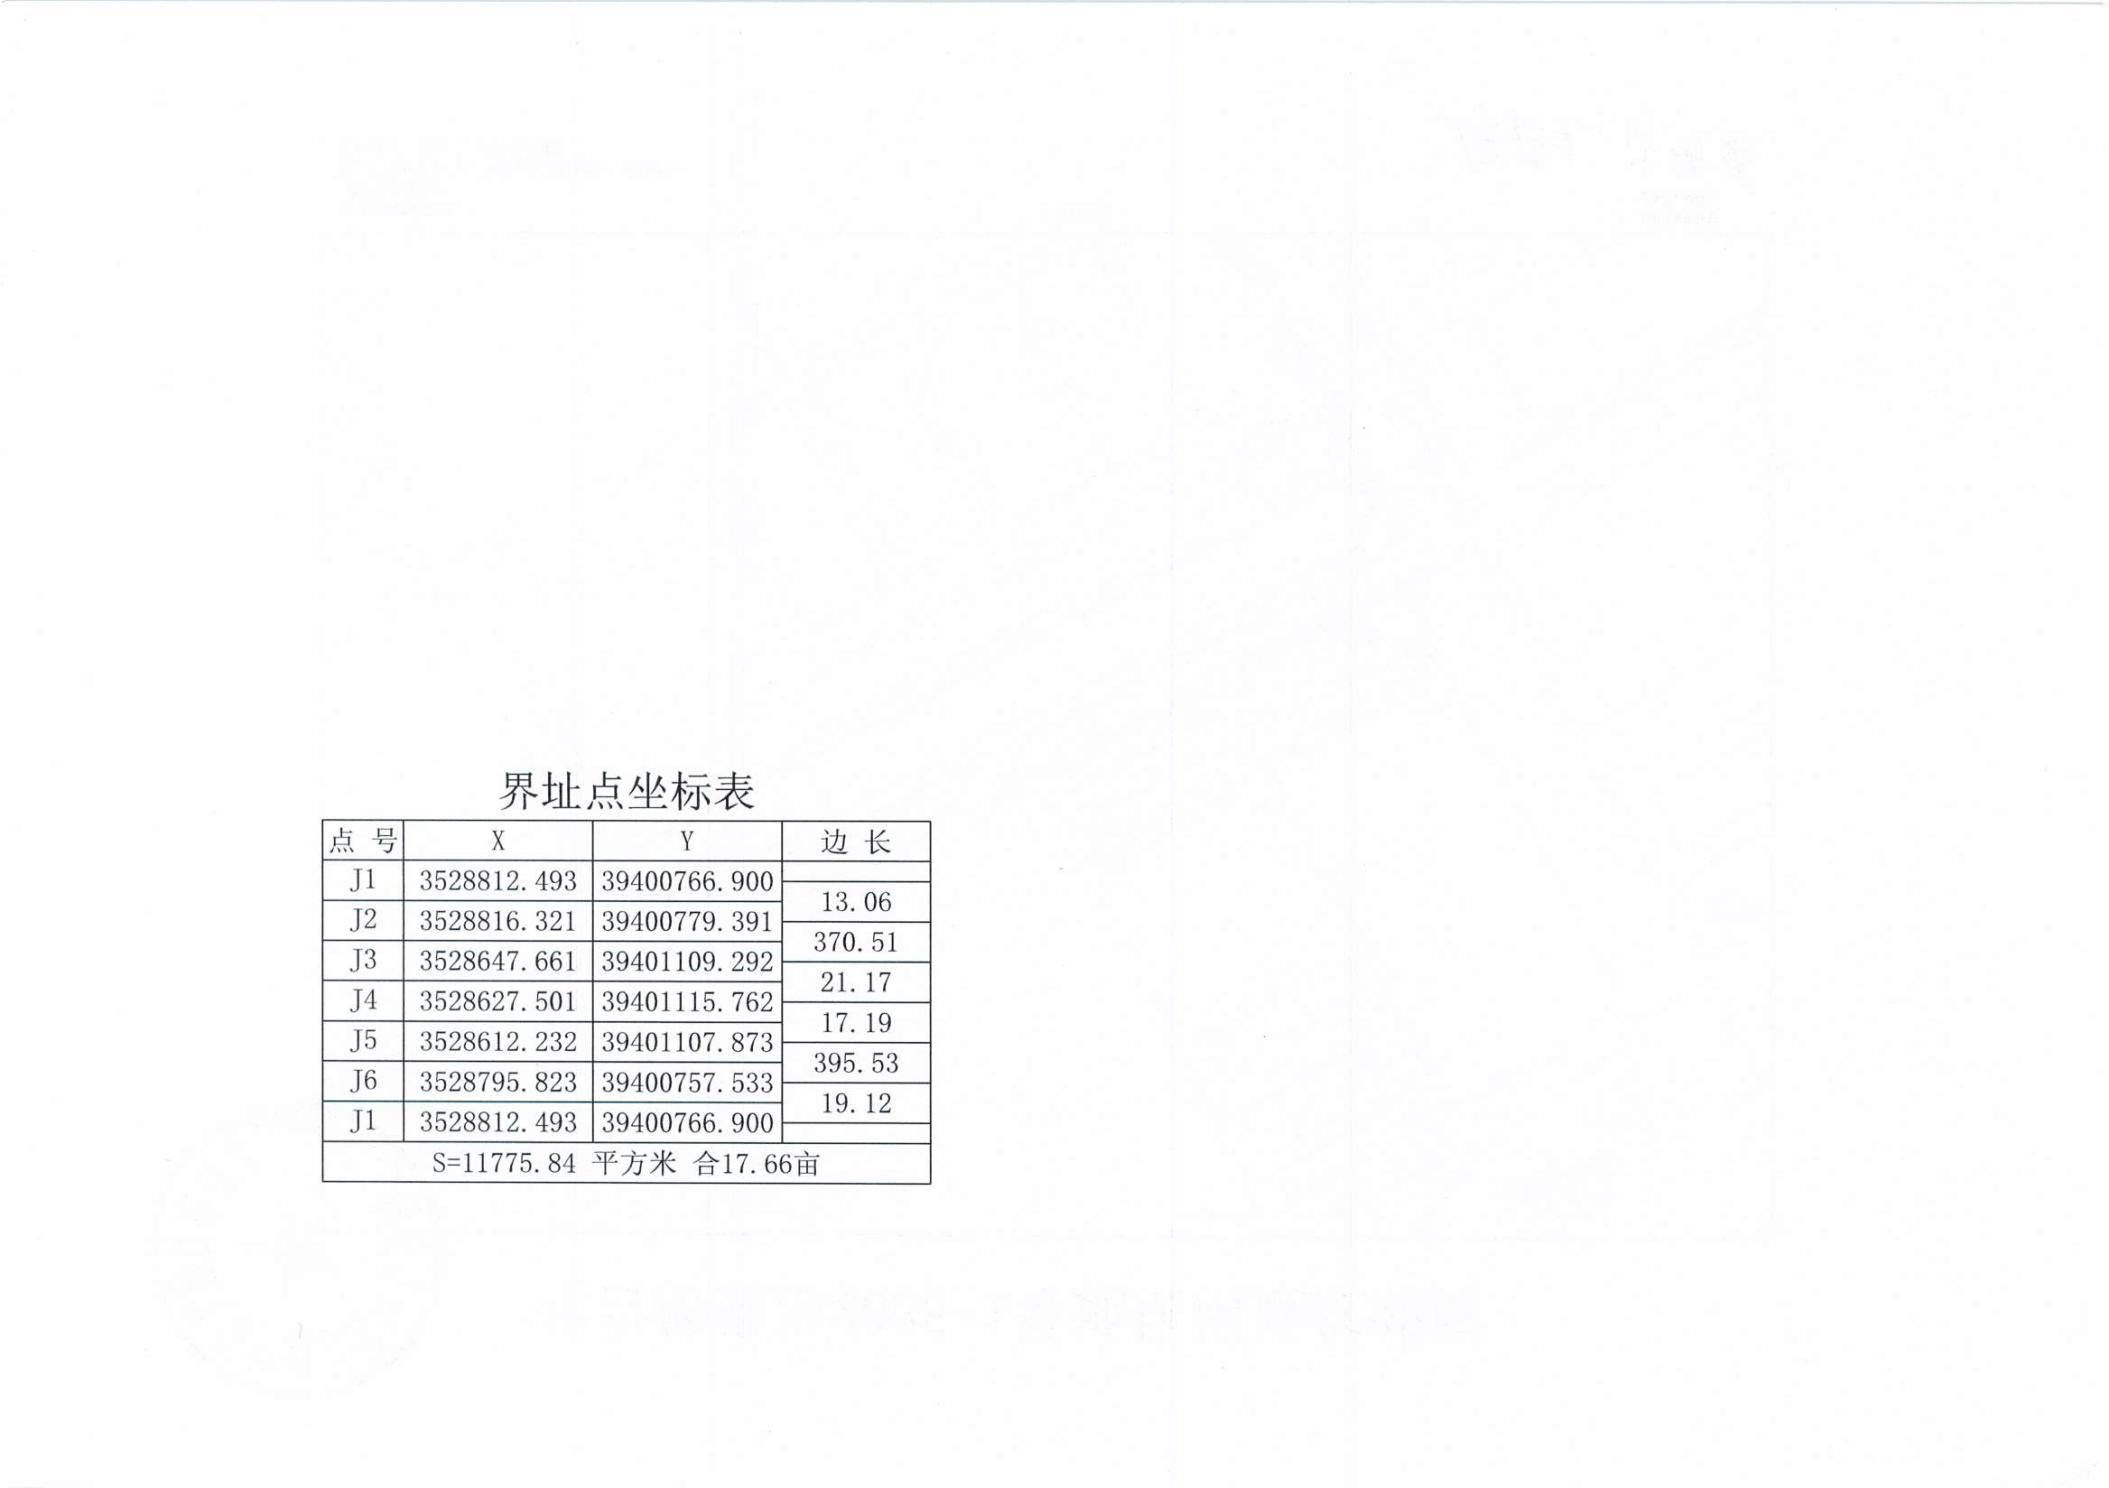 界址点坐标表
点 号 X Y 边 长
J1 3528812.493 39400766.900
13.06
J2 3528816.321 39400779.391
370.51
J3 3528647.661 39401109.292
21.17
J4 3528627.501 39401115.762
17.19
J5 3528612.232 39401107.873
395.53
J6 3528795.823 39400757.533
19.12
J1 3528812.493 39400766.900
S=11775.84 平方米 合17.66亩